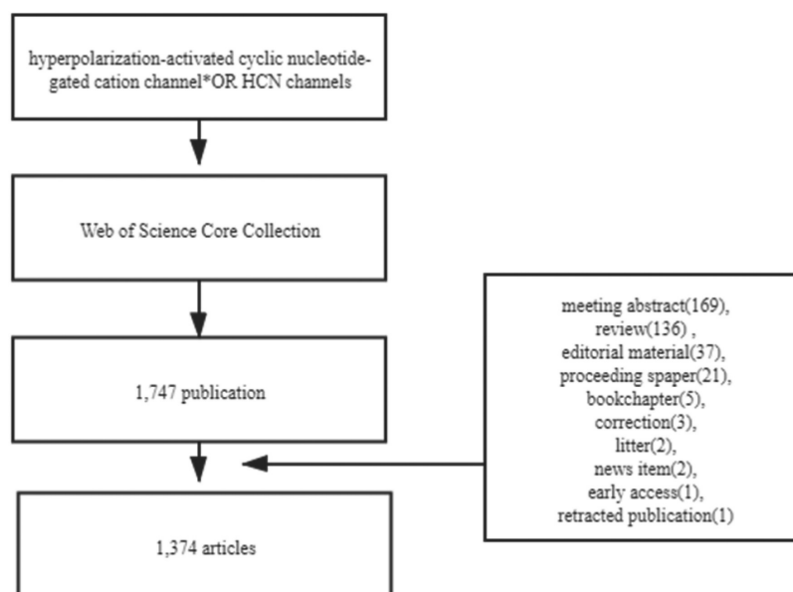 hyperpolarization-activated cyclic nucleotide-
gated cation channel*OR HCN channels
Web of Science Core Collection
1,747 publication
meeting abstract(169),
review(136) ,
editorial material(37),
proceeding spaper(21),
bookchapter(5),
correction(3),
litter(2),
news item(2),
early access(1),
retracted publication(1)
1,374 articles